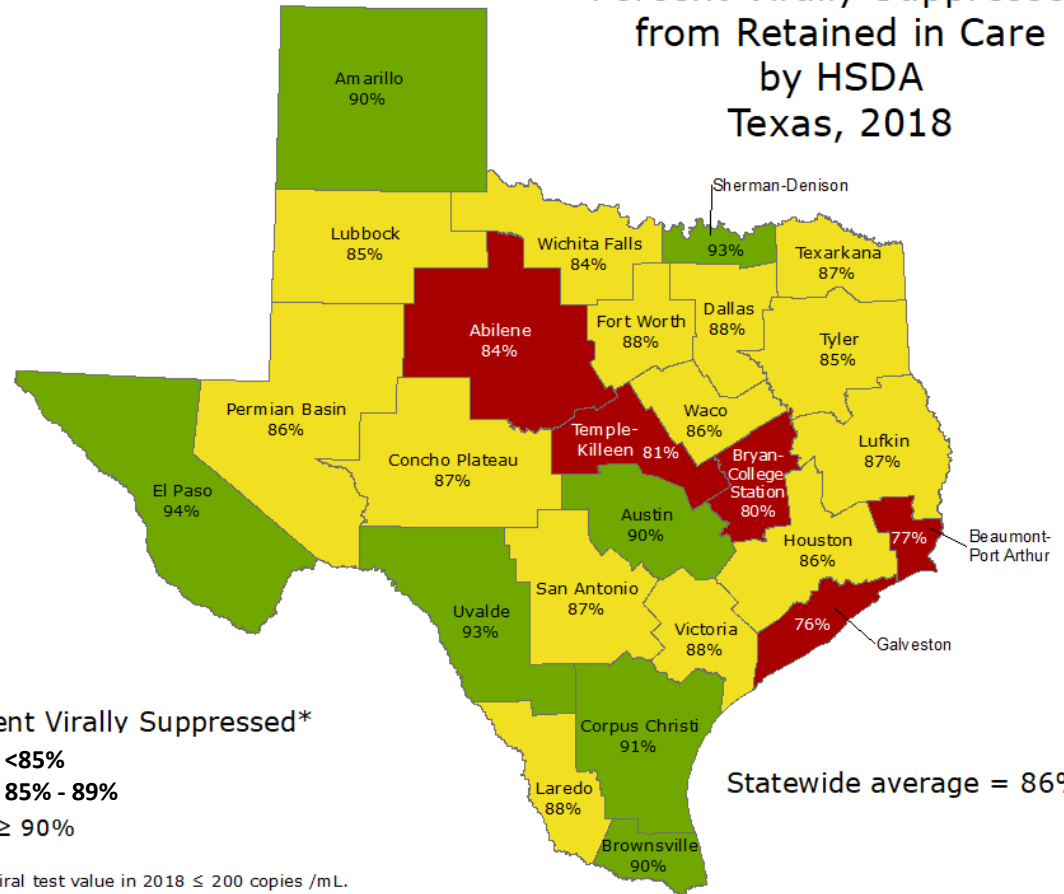 from Retained in Care
by HSDA
Texas, 2018
Amarillo
90%
Sherman-Denison
93%
Lubbock
85%
Wichita Falls
84%
Texarkana
87%
Abilene
84%
Fort Worth
88%
Dallas
88%
Tyler
85%
Permian Basin
86%
Waco
86%
Temple-
Killeen 81%
Bryan-
College
Station
80%
Lufkin
87%
Concho Plateau
87%
El Paso
94%
Austin
90%
Houston
86%
77%
Beaumont-
Port Arthur
San Antonio
87%
Uvalde
93%
Victoria
88%
76%
Galveston
Corpus Christi
91%
Laredo
88%
Brownsville
90%
Statewide average = 86%
ent Virally Suppressed*
<85%
85% - 89%
≥ 90%
iral test value in 2018 ≤ 200 copies /mL.